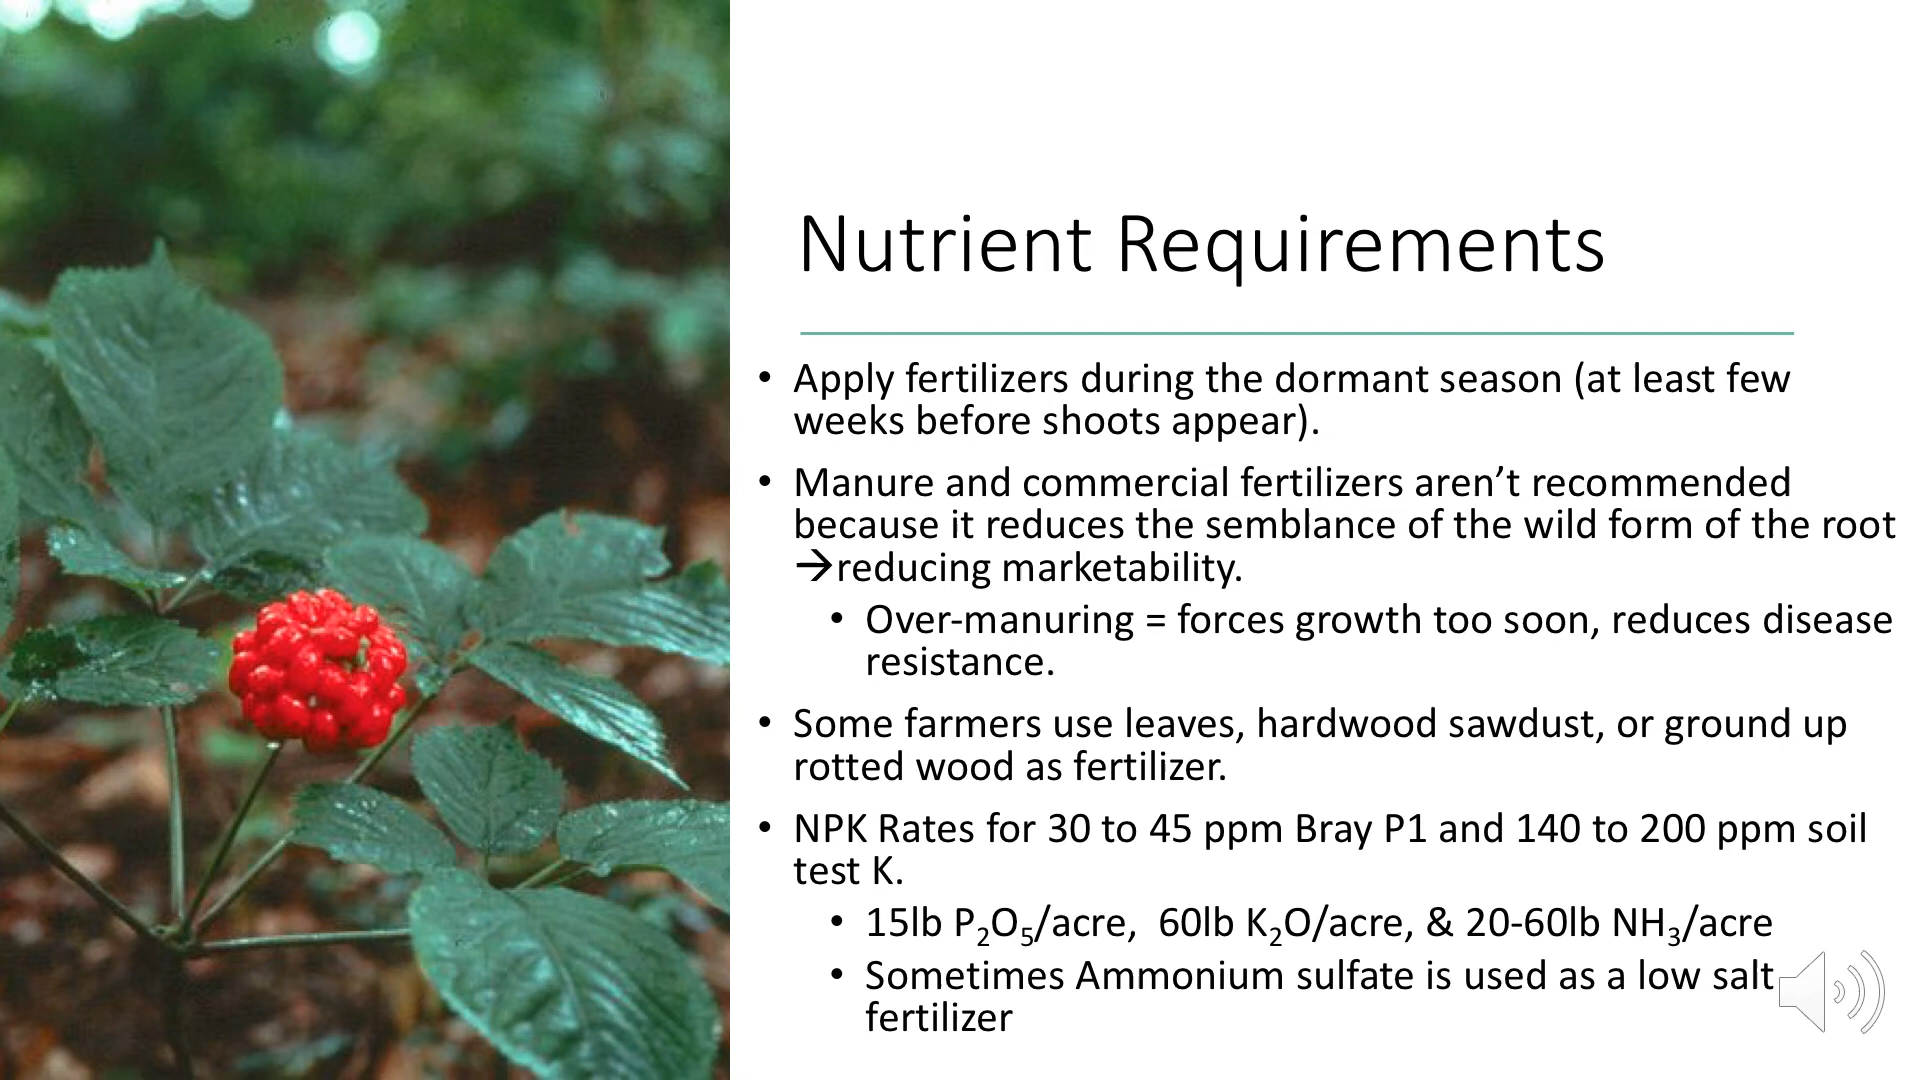 Nutrient Requirements
• Apply fertilizers during the dormant season (at least few
weeks before shoots appear).
• Manure and commercial fertilizers aren’t recommended
because it reduces the semblance of the wild form of the root
→reducing marketability.
• Over-manuring = forces growth too soon, reduces disease
resistance.
• Some farmers use leaves, hardwood sawdust, or ground up
rotted wood as fertilizer.
• NPK Rates for 30 to 45 ppm Bray P1 and 140 to 200 ppm soil
test K.
• 15lb P₂O₅/acre,  60lb K₂O/acre, & 20-60lb NH₃/acre
• Sometimes Ammonium sulfate is used as a low salt
fertilizer